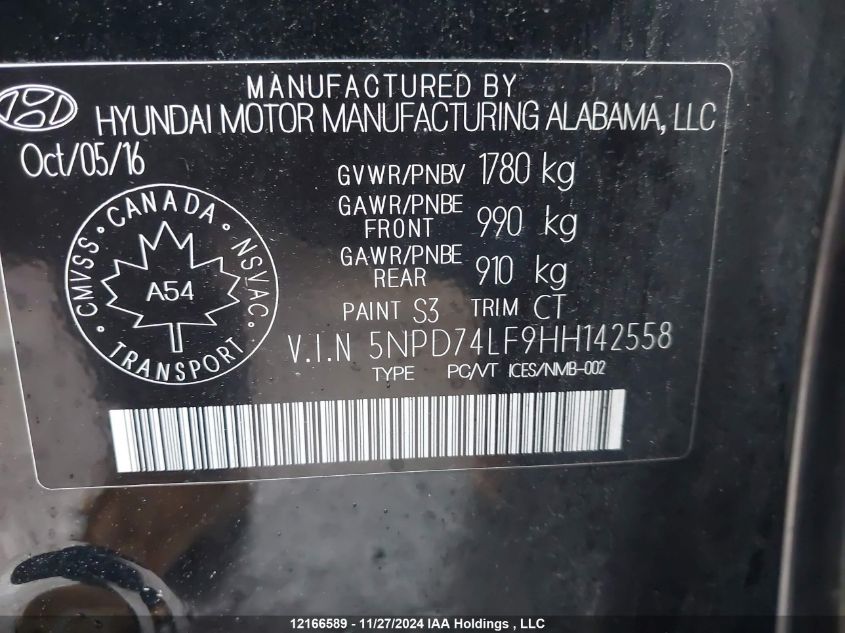 MANUFACTURED BY
HYUNDAI MOTOR MANUFACTURING ALABAMA, LLC
Oct/05/16
GVWR/PNBV 1780 kg
GAWR/PNBE FRONT 990 kg
GAWR/PNBE REAR 910 kg
PAINT S3 TRIM CT
CANADA
CMVSS NSVAC
A54
TRANSPORT
V.I.N 5NPD74LF9HH142558
TYPE PC/VT ICES/NMB-002
12166589 - 11/27/2024 IAA Holdings , LLC